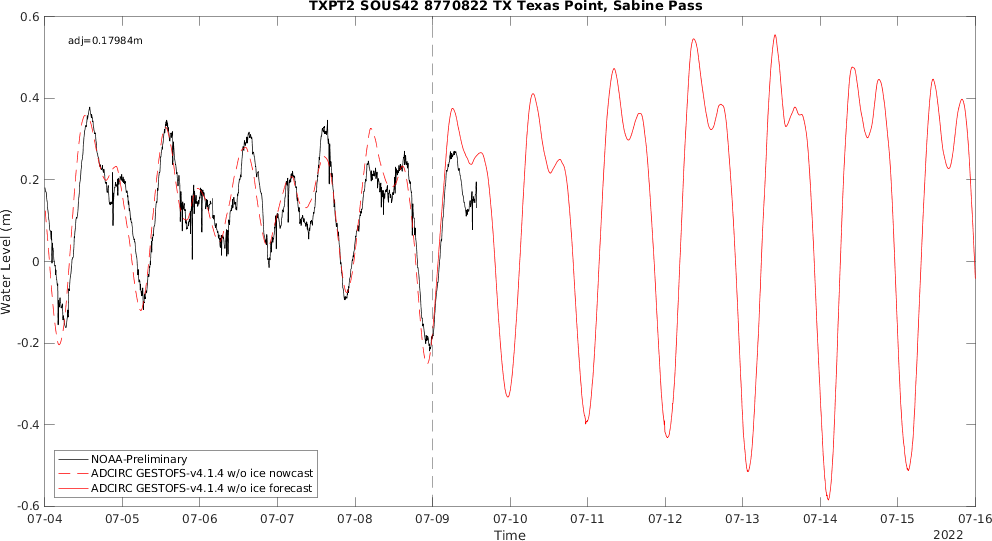 TXPT2 SOUS42 8770822 TX Texas Point, Sabine Pass
adj=0.17984m
0.6
0.4
0.2
0
-0.2
-0.4
-0.6
Water Level (m)
NOAA-Preliminary
ADCIRC GESTOFS-v4.1.4 w/o ice nowcast
ADCIRC GESTOFS-v4.1.4 w/o ice forecast
07-04 07-05 07-06 07-07 07-08 07-09 07-10 07-11 07-12 07-13 07-14 07-15 07-16
Time
2022